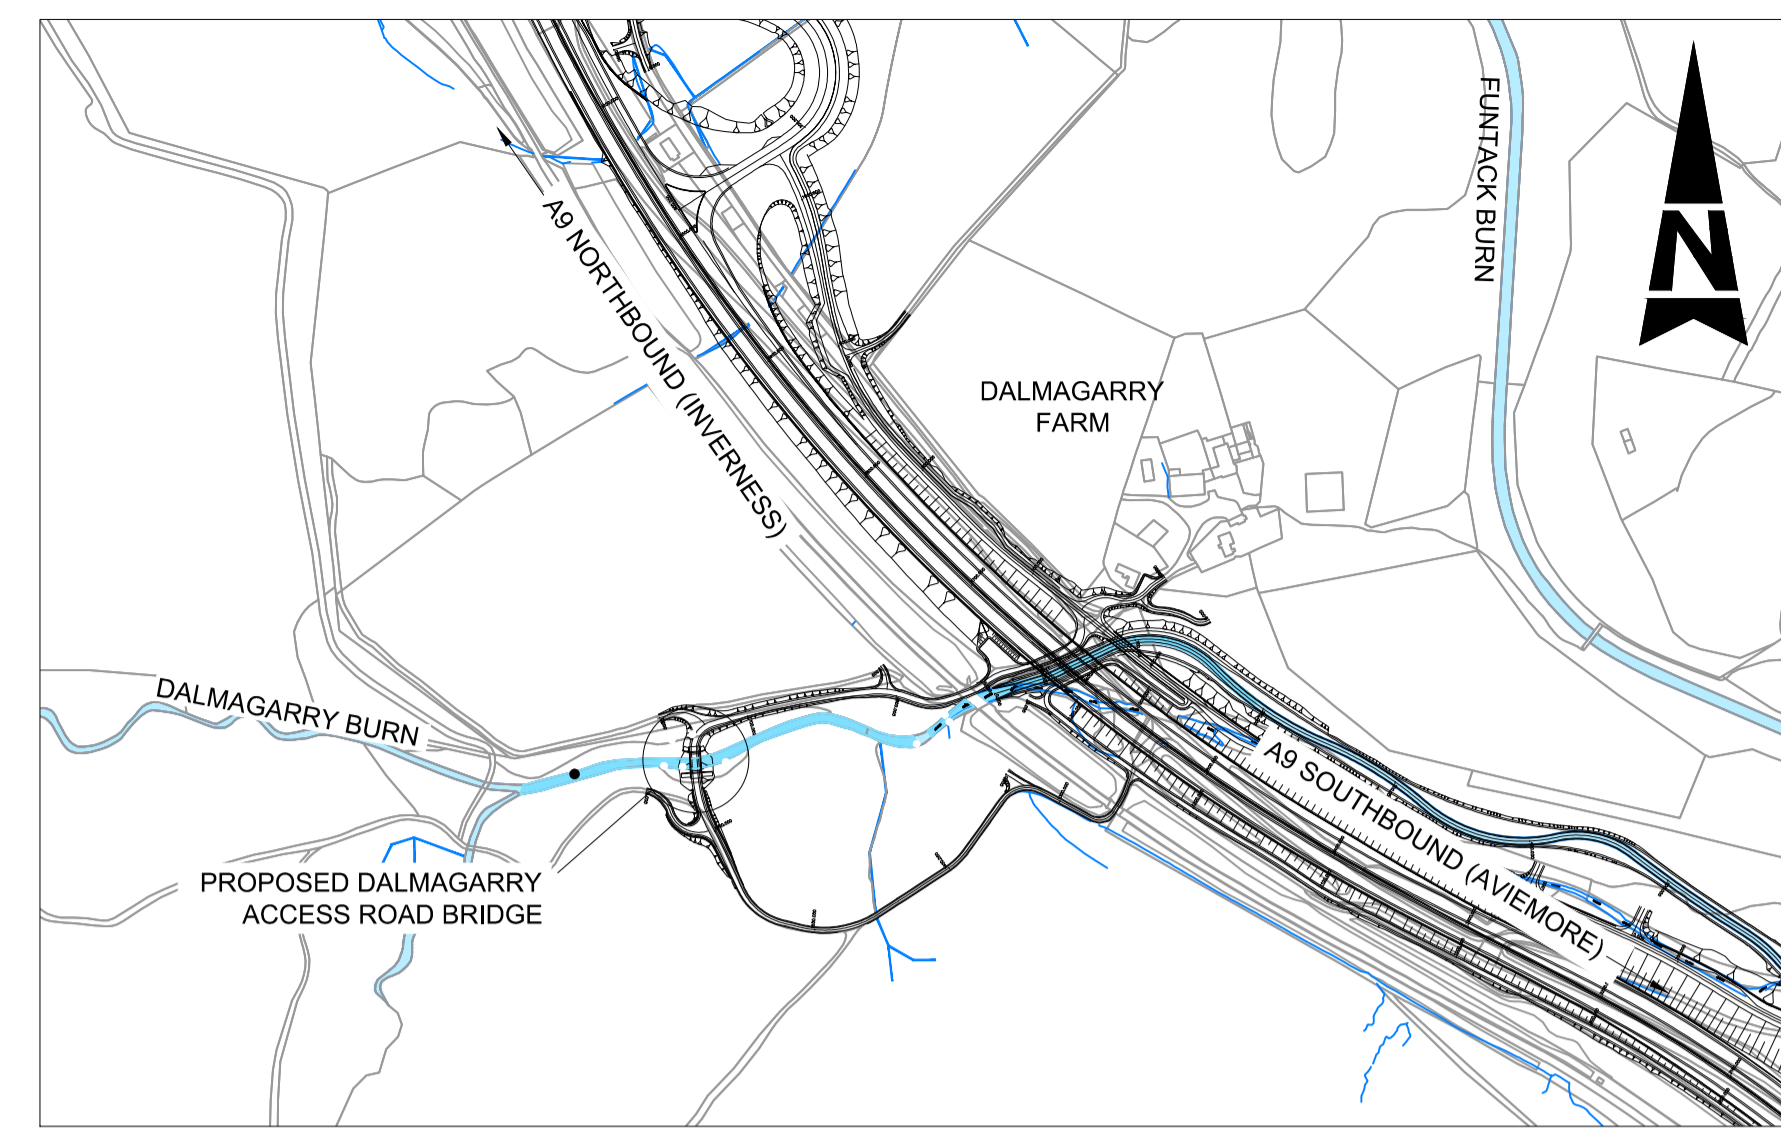 FUNTACK BURN
N
A9 NORTHBOUND (INVERNESS)
DALMAGARRY
FARM
DALMAGARRY BURN
A9 SOUTHBOUND (AVIEMORE)
PROPOSED DALMAGARRY
ACCESS ROAD BRIDGE